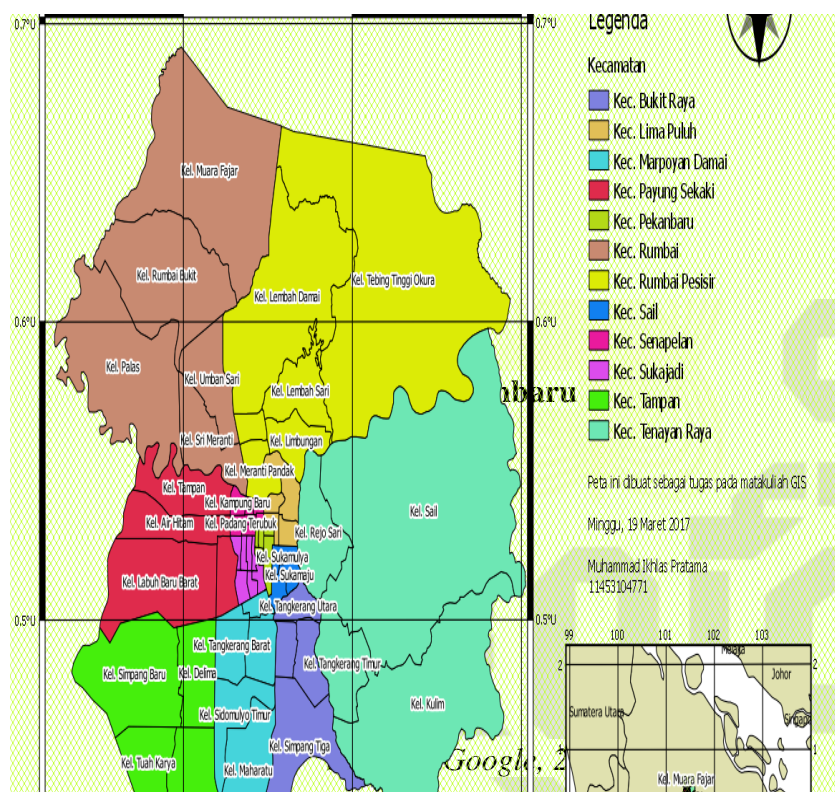 0.7°U
0.7°U
Legenda
Kecamatan
Kec. Bukit Raya
Kec. Lima Puluh
Kec. Marpoyan Damai
Kec. Payung Sekaki
Kec. Pekanbaru
Kec. Rumbai
Kec. Rumbai Pesisir
Kec. Sail
Kec. Senapelan
Kec. Sukajadi
Kec. Tampan
Kec. Tenayan Raya
Kel. Muara Fajar
Kel. Rumbai Bukit
Kel. Tebing Tinggi Okura
Kel. Lembah Damai
0.6°U
0.6°U
Kel. Palas
Kel. Umban Sari
Kel. Lembah Sari
nbaru
Kel. Sri Meranti
Kel. Limbungan
Kel. Meranti Pandak
Kel. Tampan
Kel. Kampung Baru
Kel. Air Hitam
Kel. Padang Terubuk
Kel. Sail
Kel. Rejo Sari
Kel. Sukamulya
Kel. Labuh Baru Barat
Kel. Sukamaju
Kel. Tangkerang Utara
0.5°U
0.5°U
Kel. Tangkerang Barat
Kel. Tangkerang Timur
Kel. Simpang Baru
Kel. Delima
Kel. Kulim
Kel. Sidomulyo Timur
Kel. Simpang Tiga
Kel. Tuah Karya
Kel. Maharatu
Google, 2
Peta ini dibuat sebagai tugas pada matakuliah GIS
Minggu, 19 Maret 2017
Muhammad Ikhlas Pratama
11453104771
99 100 101 102 103
Melaka
2
2
Johor
Sumatera Utara
Singap
1
1
Kel. Muara Fajar